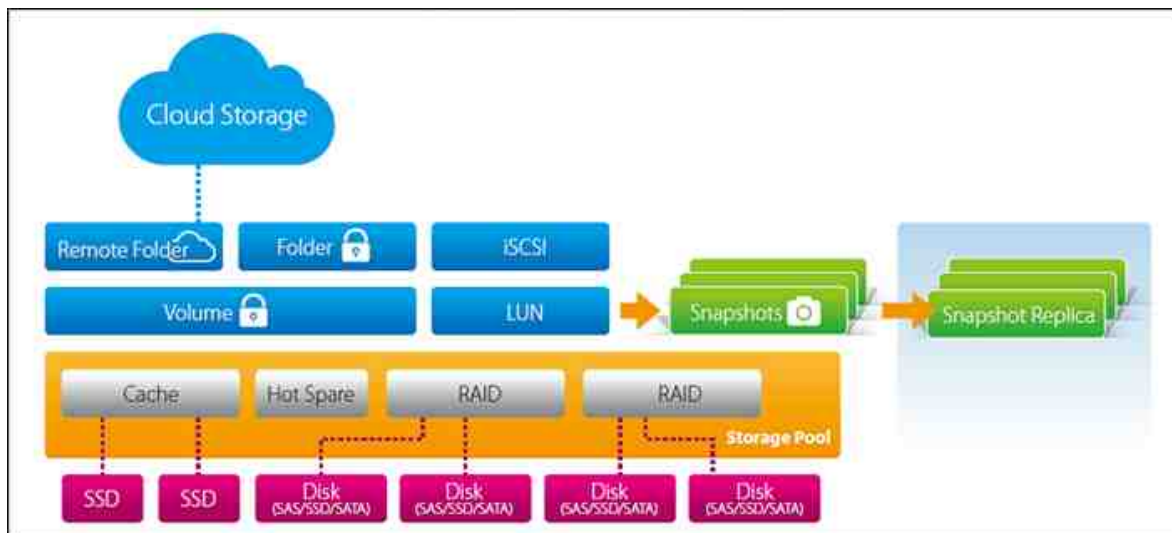 Cloud Storage
Remote Folder
Folder
iSCSI
Volume
LUN
Snapshots
Snapshot Replica
Cache
Hot Spare
RAID
RAID
Storage Pool
SSD
SSD
Disk
(SAS/SSD/SATA)
Disk
(SAS/SSD/SATA)
Disk
(SAS/SSD/SATA)
Disk
(SAS/SSD/SATA)